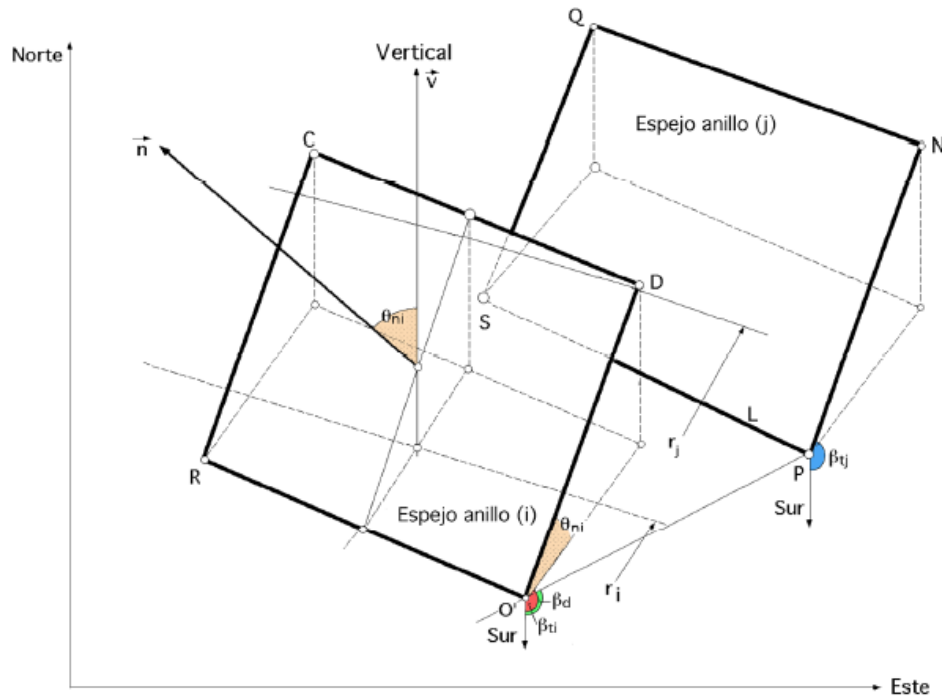 Q
Norte
Vertical
v
Espejo anillo (j)
n
C
N
D
θni
S
L
rj
P
βtj
R
Sur
Espejo anillo (i)
θni
ri
O'
βd
βti
Sur
Este